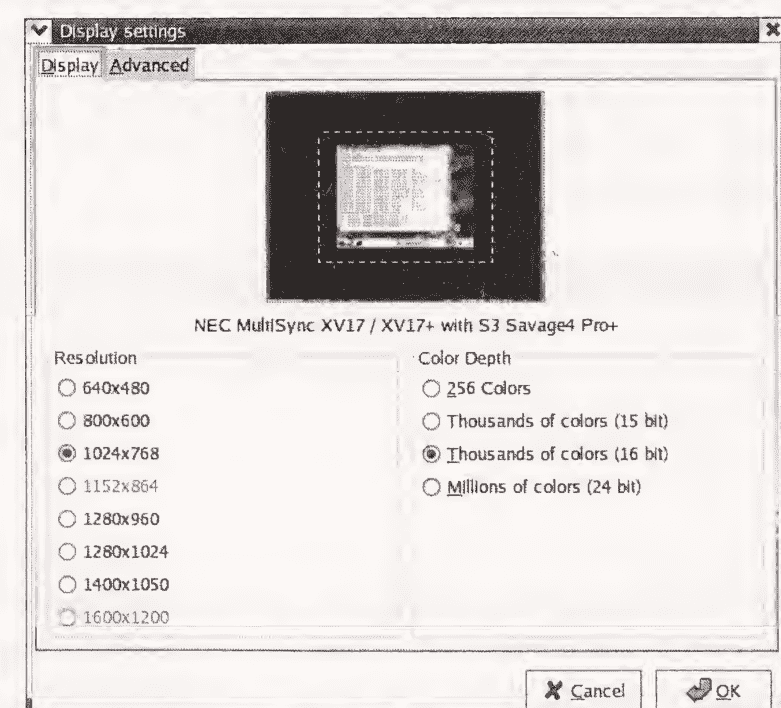 Display settings
Display Advanced
NEC MultiSync XV17 / XV17+ with S3 Savage4 Pro+
Resolution
640x480
800x600
1024x768
1152x864
1280x960
1280x1024
1400x1050
1600x1200
Color Depth
256 Colors
Thousands of colors (15 bit)
Thousands of colors (16 bit)
Millions of colors (24 bit)
Cancel OK